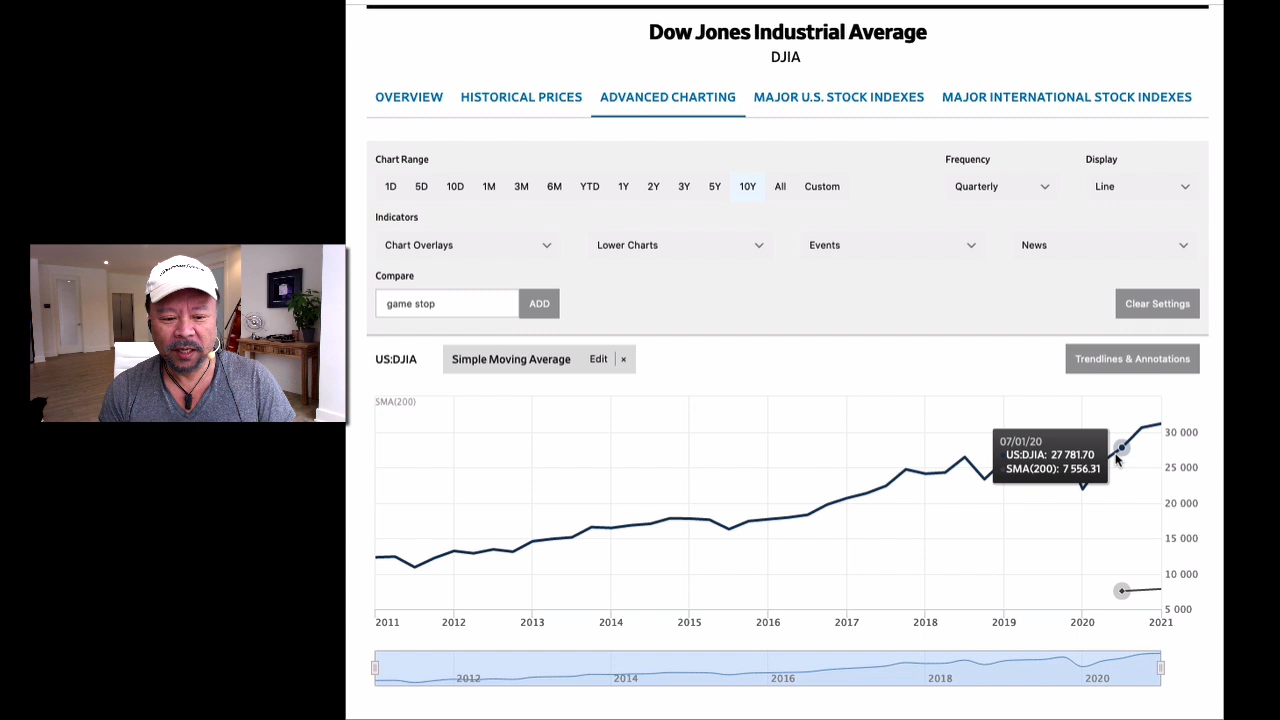 Dow Jones Industrial Average
DJIA
OVERVIEW HISTORICAL PRICES ADVANCED CHARTING MAJOR U.S. STOCK INDEXES MAJOR INTERNATIONAL STOCK INDEXES
Chart Range Frequency Display
1D 5D 10D 1M 3M 6M YTD 1Y 2Y 3Y 5Y 10Y All Custom Quarterly Line
Indicators
Chart Overlays Lower Charts Events News
Compare
game stop ADD Clear Settings
US:DJIA Simple Moving Average Edit × Trendlines & Annotations
SMA(200)
30 000
07/01/20
US:DJIA: 27 781.70
SMA(200): 7 556.31
25 000
20 000
15 000
10 000
5 000
2011 2012 2013 2014 2015 2016 2017 2018 2019 2020 2021
2012 2014 2016 2018 2020